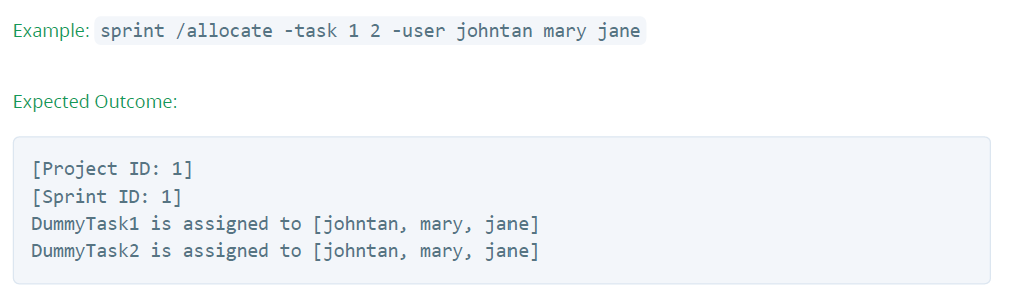 Example: sprint /allocate -task 1 2 -user johntan mary jane
Expected Outcome:
[Project ID: 1]
[Sprint ID: 1]
DummyTask1 is assigned to [johntan, mary, jane]
DummyTask2 is assigned to [johntan, mary, jane]